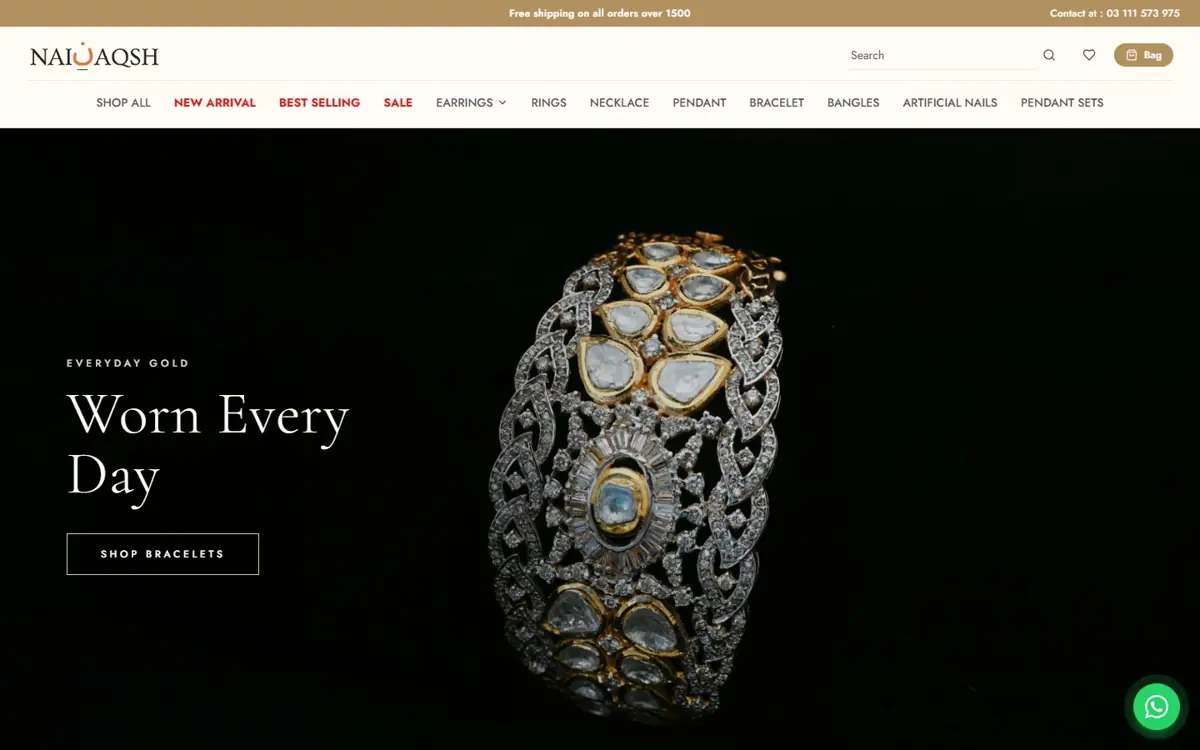 Free shipping on all orders over 1500
Contact at : 03 111 573 975
NAIنAQSH
Search
Bag
SHOP ALL
NEW ARRIVAL
BEST SELLING
SALE
EARRINGS
RINGS
NECKLACE
PENDANT
BRACELET
BANGLES
ARTIFICIAL NAILS
PENDANT SETS
EVERYDAY GOLD
Worn Every
Day
SHOP BRACELETS